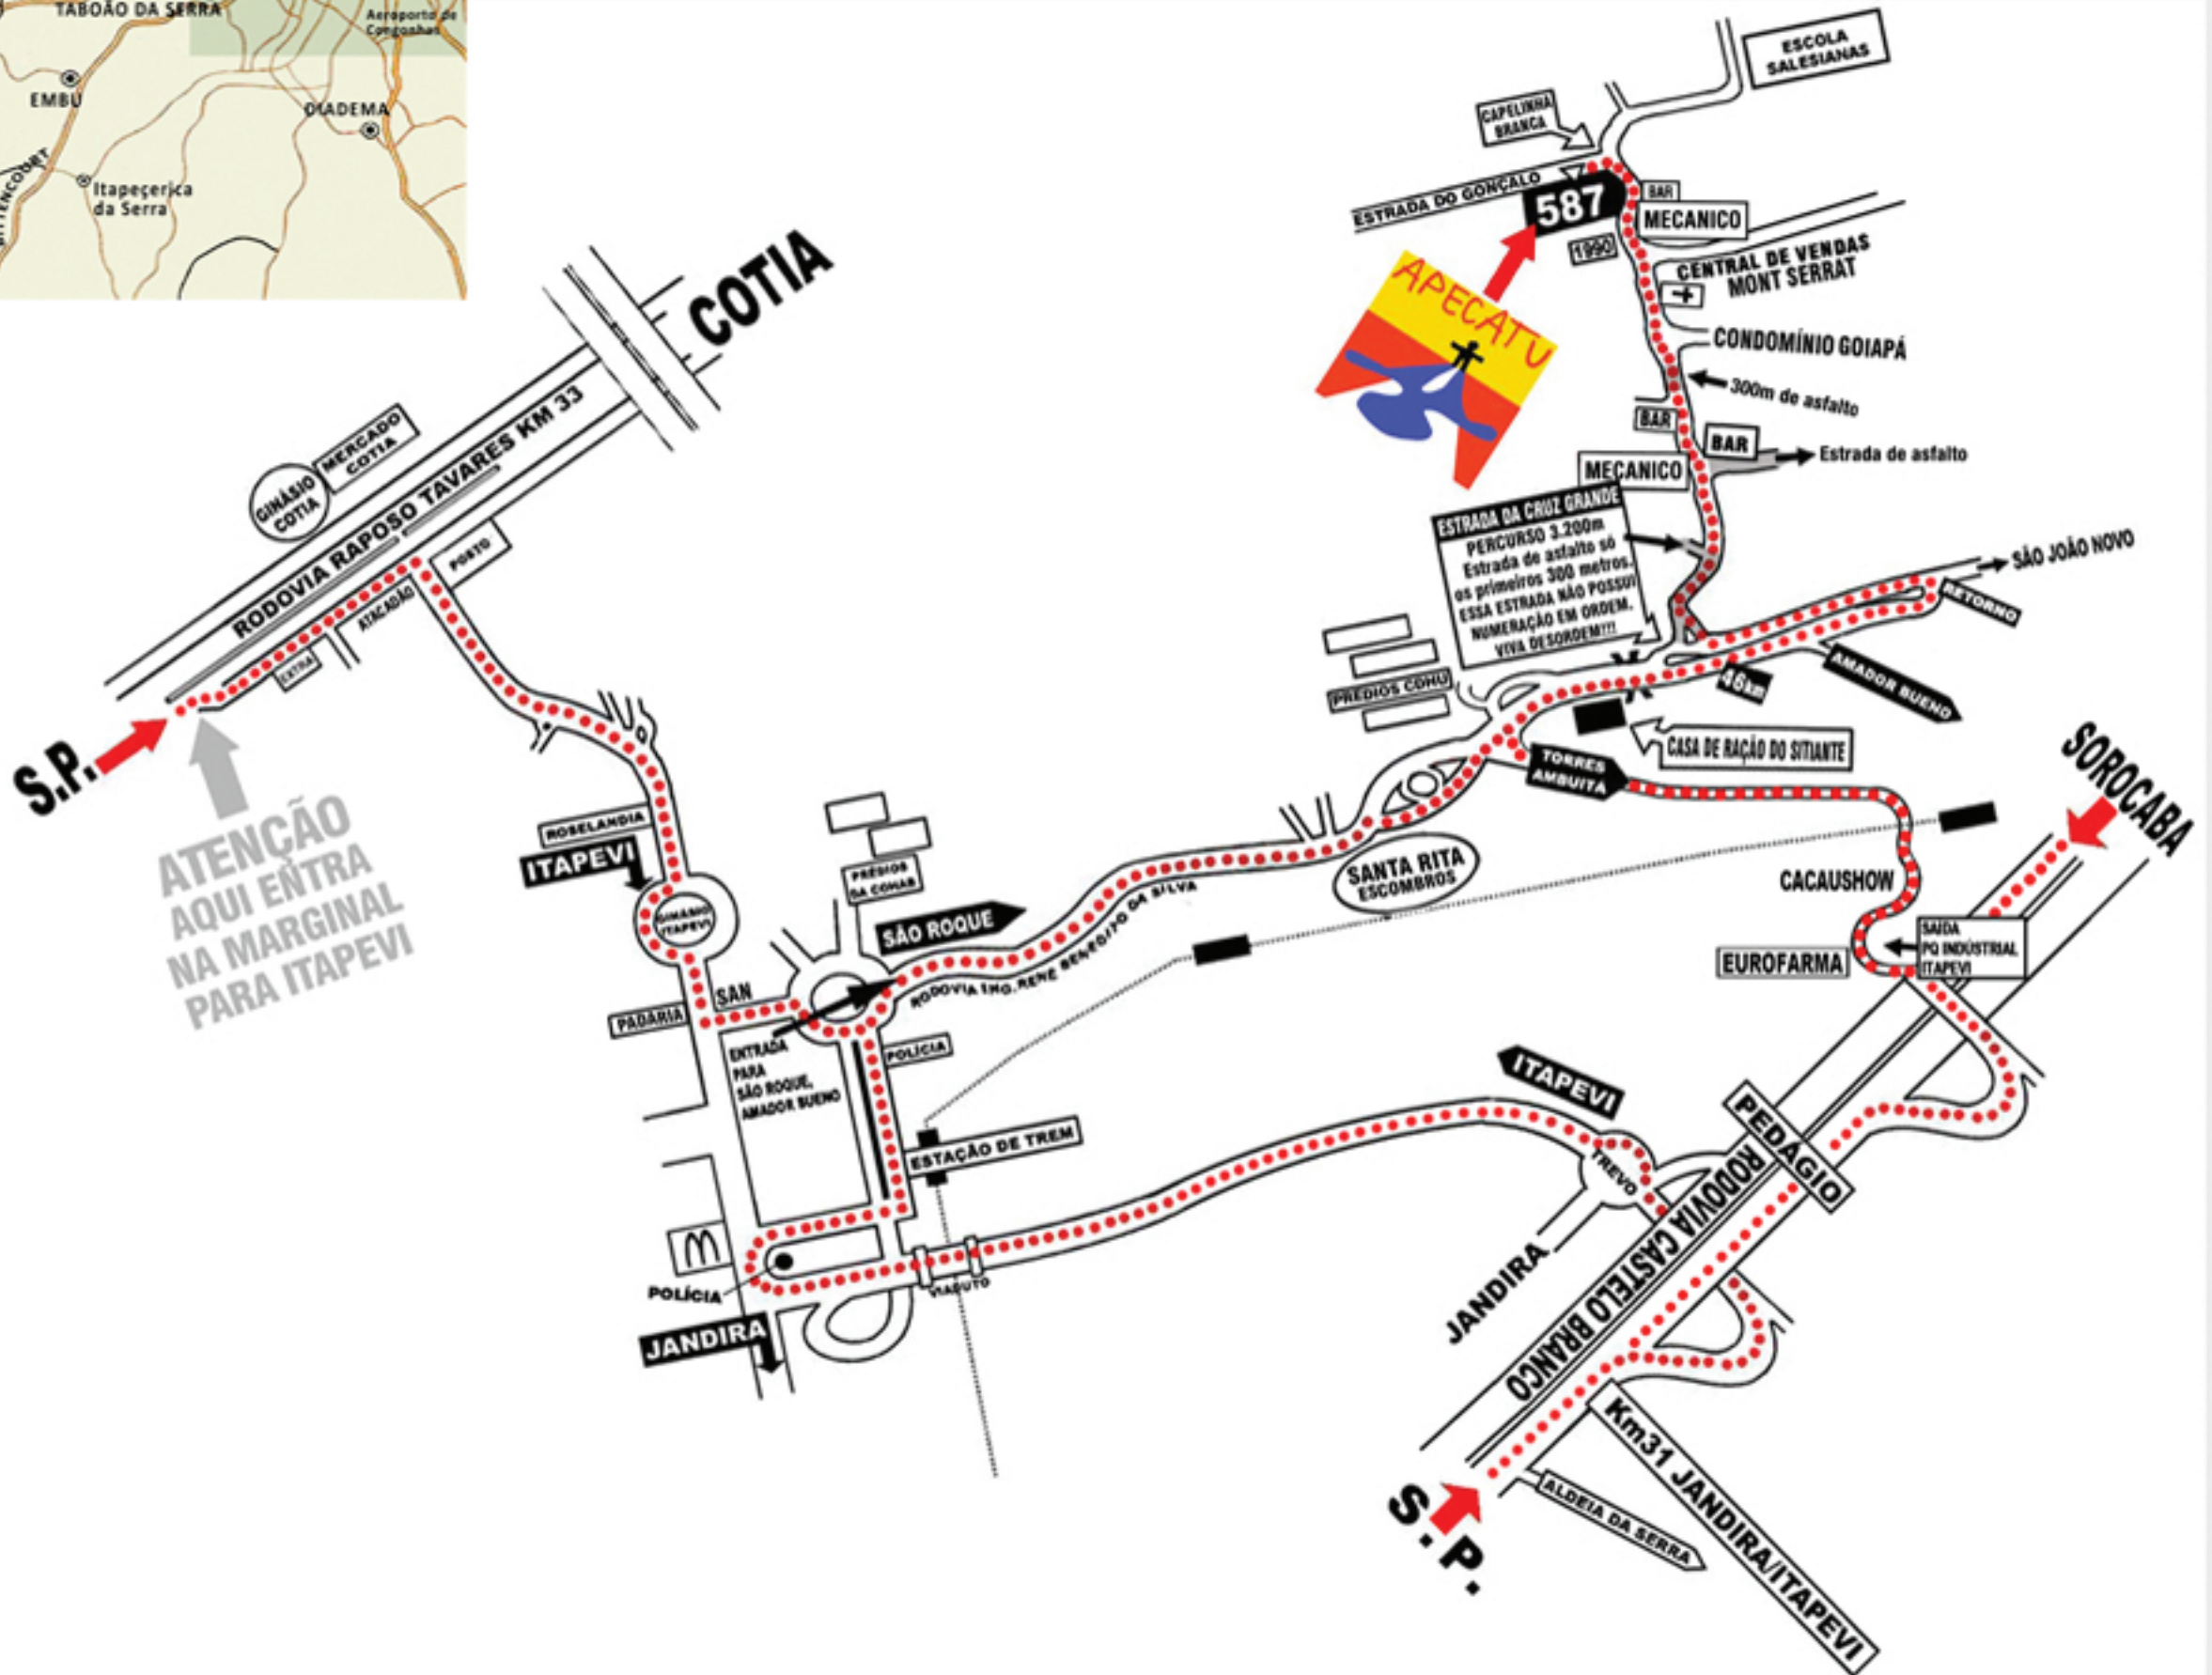 TABOÃO DA SERRA
Aeroporto de
Congonhas
EMBU
DIADEMA
Itapeçerica
da Serra
COTIA
MERCADO
COTIA
GINÁSIO
COTIA
RODOVIA RAPOSO TAVARES KM 33
POSTO
ATACADÃO
EXTRA
S.P.
ATENÇÃO
AQUI ENTRA
NA MARGINAL
PARA ITAPEVI
ROSELANDIA
ITAPEVI
GINÁSIO
ITAPEVI
PADARIA
SAN
PRÉDIOS
DA COHAB
SÃO ROQUE
RODOVIA ENG. RENÊ BENEDITO DA SILVA
ENTRADA
PARA
SÃO ROQUE,
AMADOR BUENO
POLÍCIA
ESTAÇÃO DE TREM
POLÍCIA
VIADUTO
JANDIRA
ESCOLA
SALESIANAS
CAPELINHA
BRANCA
ESTRADA DO GONÇALO
587
BAR
MECANICO
1990
CENTRAL DE VENDAS
MONT SERRAT
APECATU
CONDOMÍNIO GOIAPÁ
300m de asfalto
BAR
BAR
Estrada de asfalto
MECANICO
ESTRADA DA CRUZ GRANDE
PERCURSO 3.200m
Estrada de asfalto só
os primeiros 300 metros.
ESSA ESTRADA NÃO POSSUI
NUMERAÇÃO EM ORDEM.
VIVA DESORDEM!!!
SÃO JOÃO NOVO
RETORNO
PREDIOS COHU
46km
AMADOR BUENO
CASA DE RAÇÃO DO SITIANTE
TORRES
AMBUITA
SANTA RITA
ESCOMBROS
SOROCABA
CACAUSHOW
EUROFARMA
SAIDA
PQ INDÚSTRIAL
ITAPEVI
ITAPEVI
TREVO
PEDÁGIO
RODOVIA CASTELO BRANCO
JANDIRA
Km31 JANDIRA/ITAPEVI
ALDEIA DA SERRA
S.P.